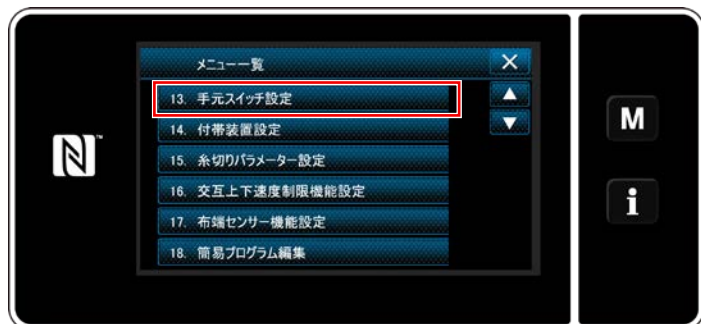 メニュー一覧
13. 手元スイッチ設定
14. 付帯装置設定
15. 糸切りパラメーター設定
16. 交互上下速度制限機能設定
17. 布端センサー機能設定
18. 簡易プログラム編集
M
i